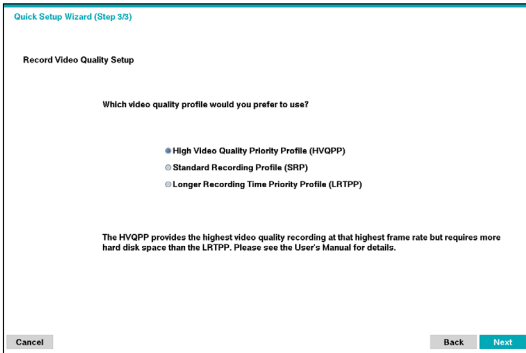 Quick Setup Wizard (Step 3/3)
Record Video Quality Setup
Which video quality profile would you prefer to use?
High Video Quality Priority Profile (HVQPP)
Standard Recording Profile (SRP)
Longer Recording Time Priority Profile (LRTPP)
The HVQPP provides the highest video quality recording at that highest frame rate but requires more
hard disk space than the LRTPP. Please see the User's Manual for details.
Cancel Back Next